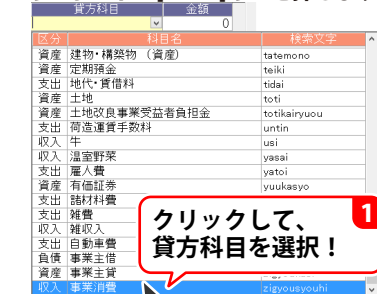 貸方科目 金額
0
区分 科目名 検索文字
資産 建物・構築物 （資産） tatemono
資産 定期預金 teiki
支出 地代・賃借料 tidai
資産 土地 toti
資産 土地改良事業受益者負担金 totikairyuou
支出 荷造運賃手数料 untin
収入 牛 usi
収入 温室野菜 yasai
支出 雇人費 yatoi
資産 有価証券 yuukasyo
支出 諸材料費
支出 雑費
収入 雑収入
支出 自動車費
負債 事業主借
資産 事業主貸
収入 事業消費 zigyousyouhi
1
クリックして、
貸方科目を選択！